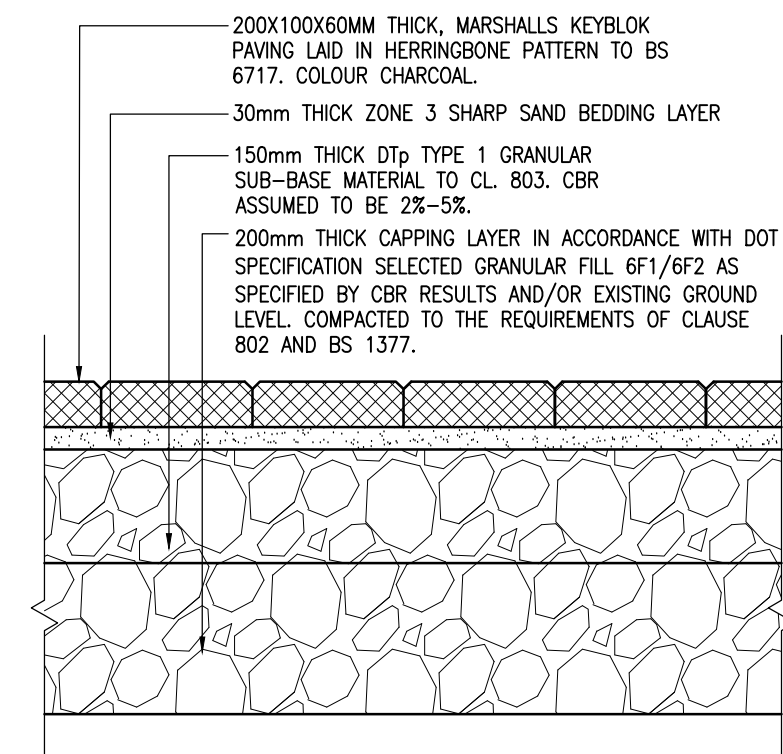 200X100X60MM THICK, MARSHALLS KEYBLOK
PAVING LAID IN HERRINGBONE PATTERN TO BS
6717. COLOUR CHARCOAL.
30mm THICK ZONE 3 SHARP SAND BEDDING LAYER
150mm THICK DTp TYPE 1 GRANULAR
SUB-BASE MATERIAL TO CL. 803. CBR
ASSUMED TO BE 2%-5%.
200mm THICK CAPPING LAYER IN ACCORDANCE WITH DOT
SPECIFICATION SELECTED GRANULAR FILL 6F1/6F2 AS
SPECIFIED BY CBR RESULTS AND/OR EXISTING GROUND
LEVEL. COMPACTED TO THE REQUIREMENTS OF CLAUSE
802 AND BS 1377.